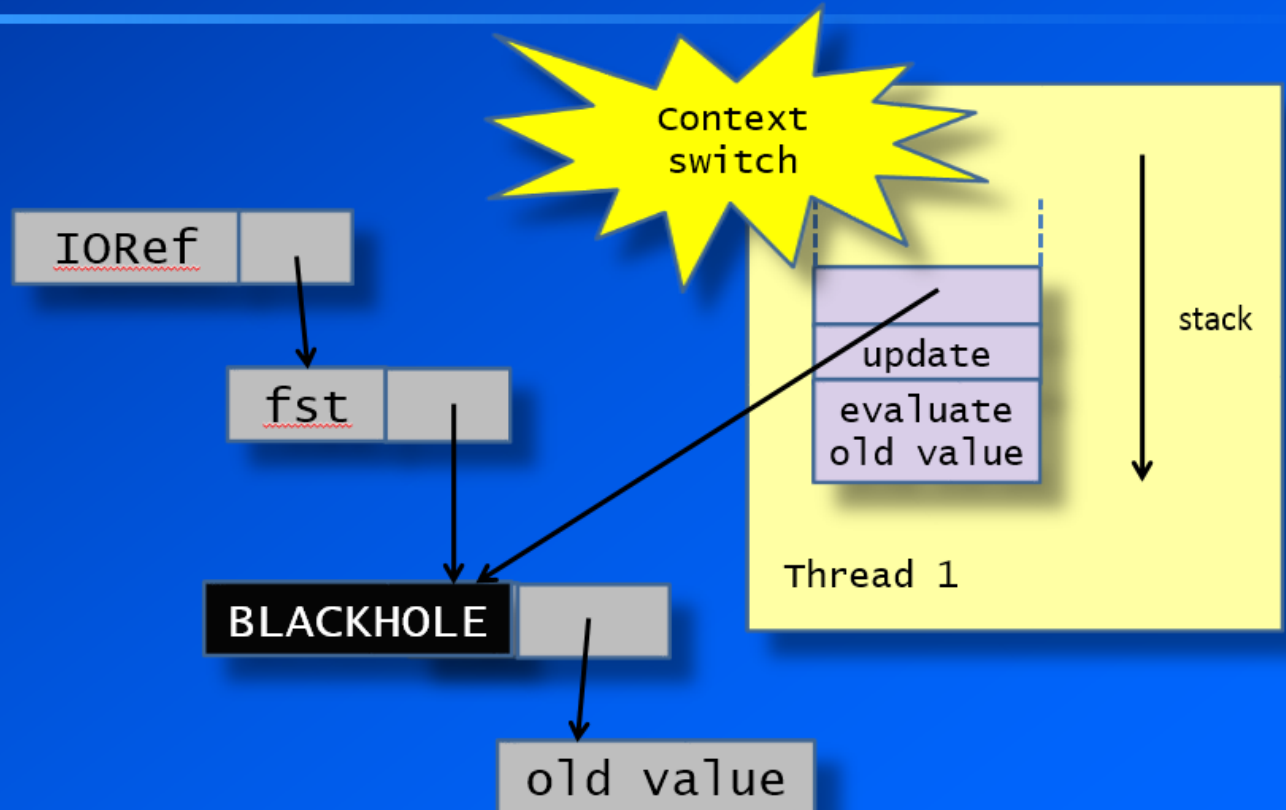 Context
switch
IORef
stack
update
fst
evaluate
old value
Thread 1
BLACKHOLE
old value